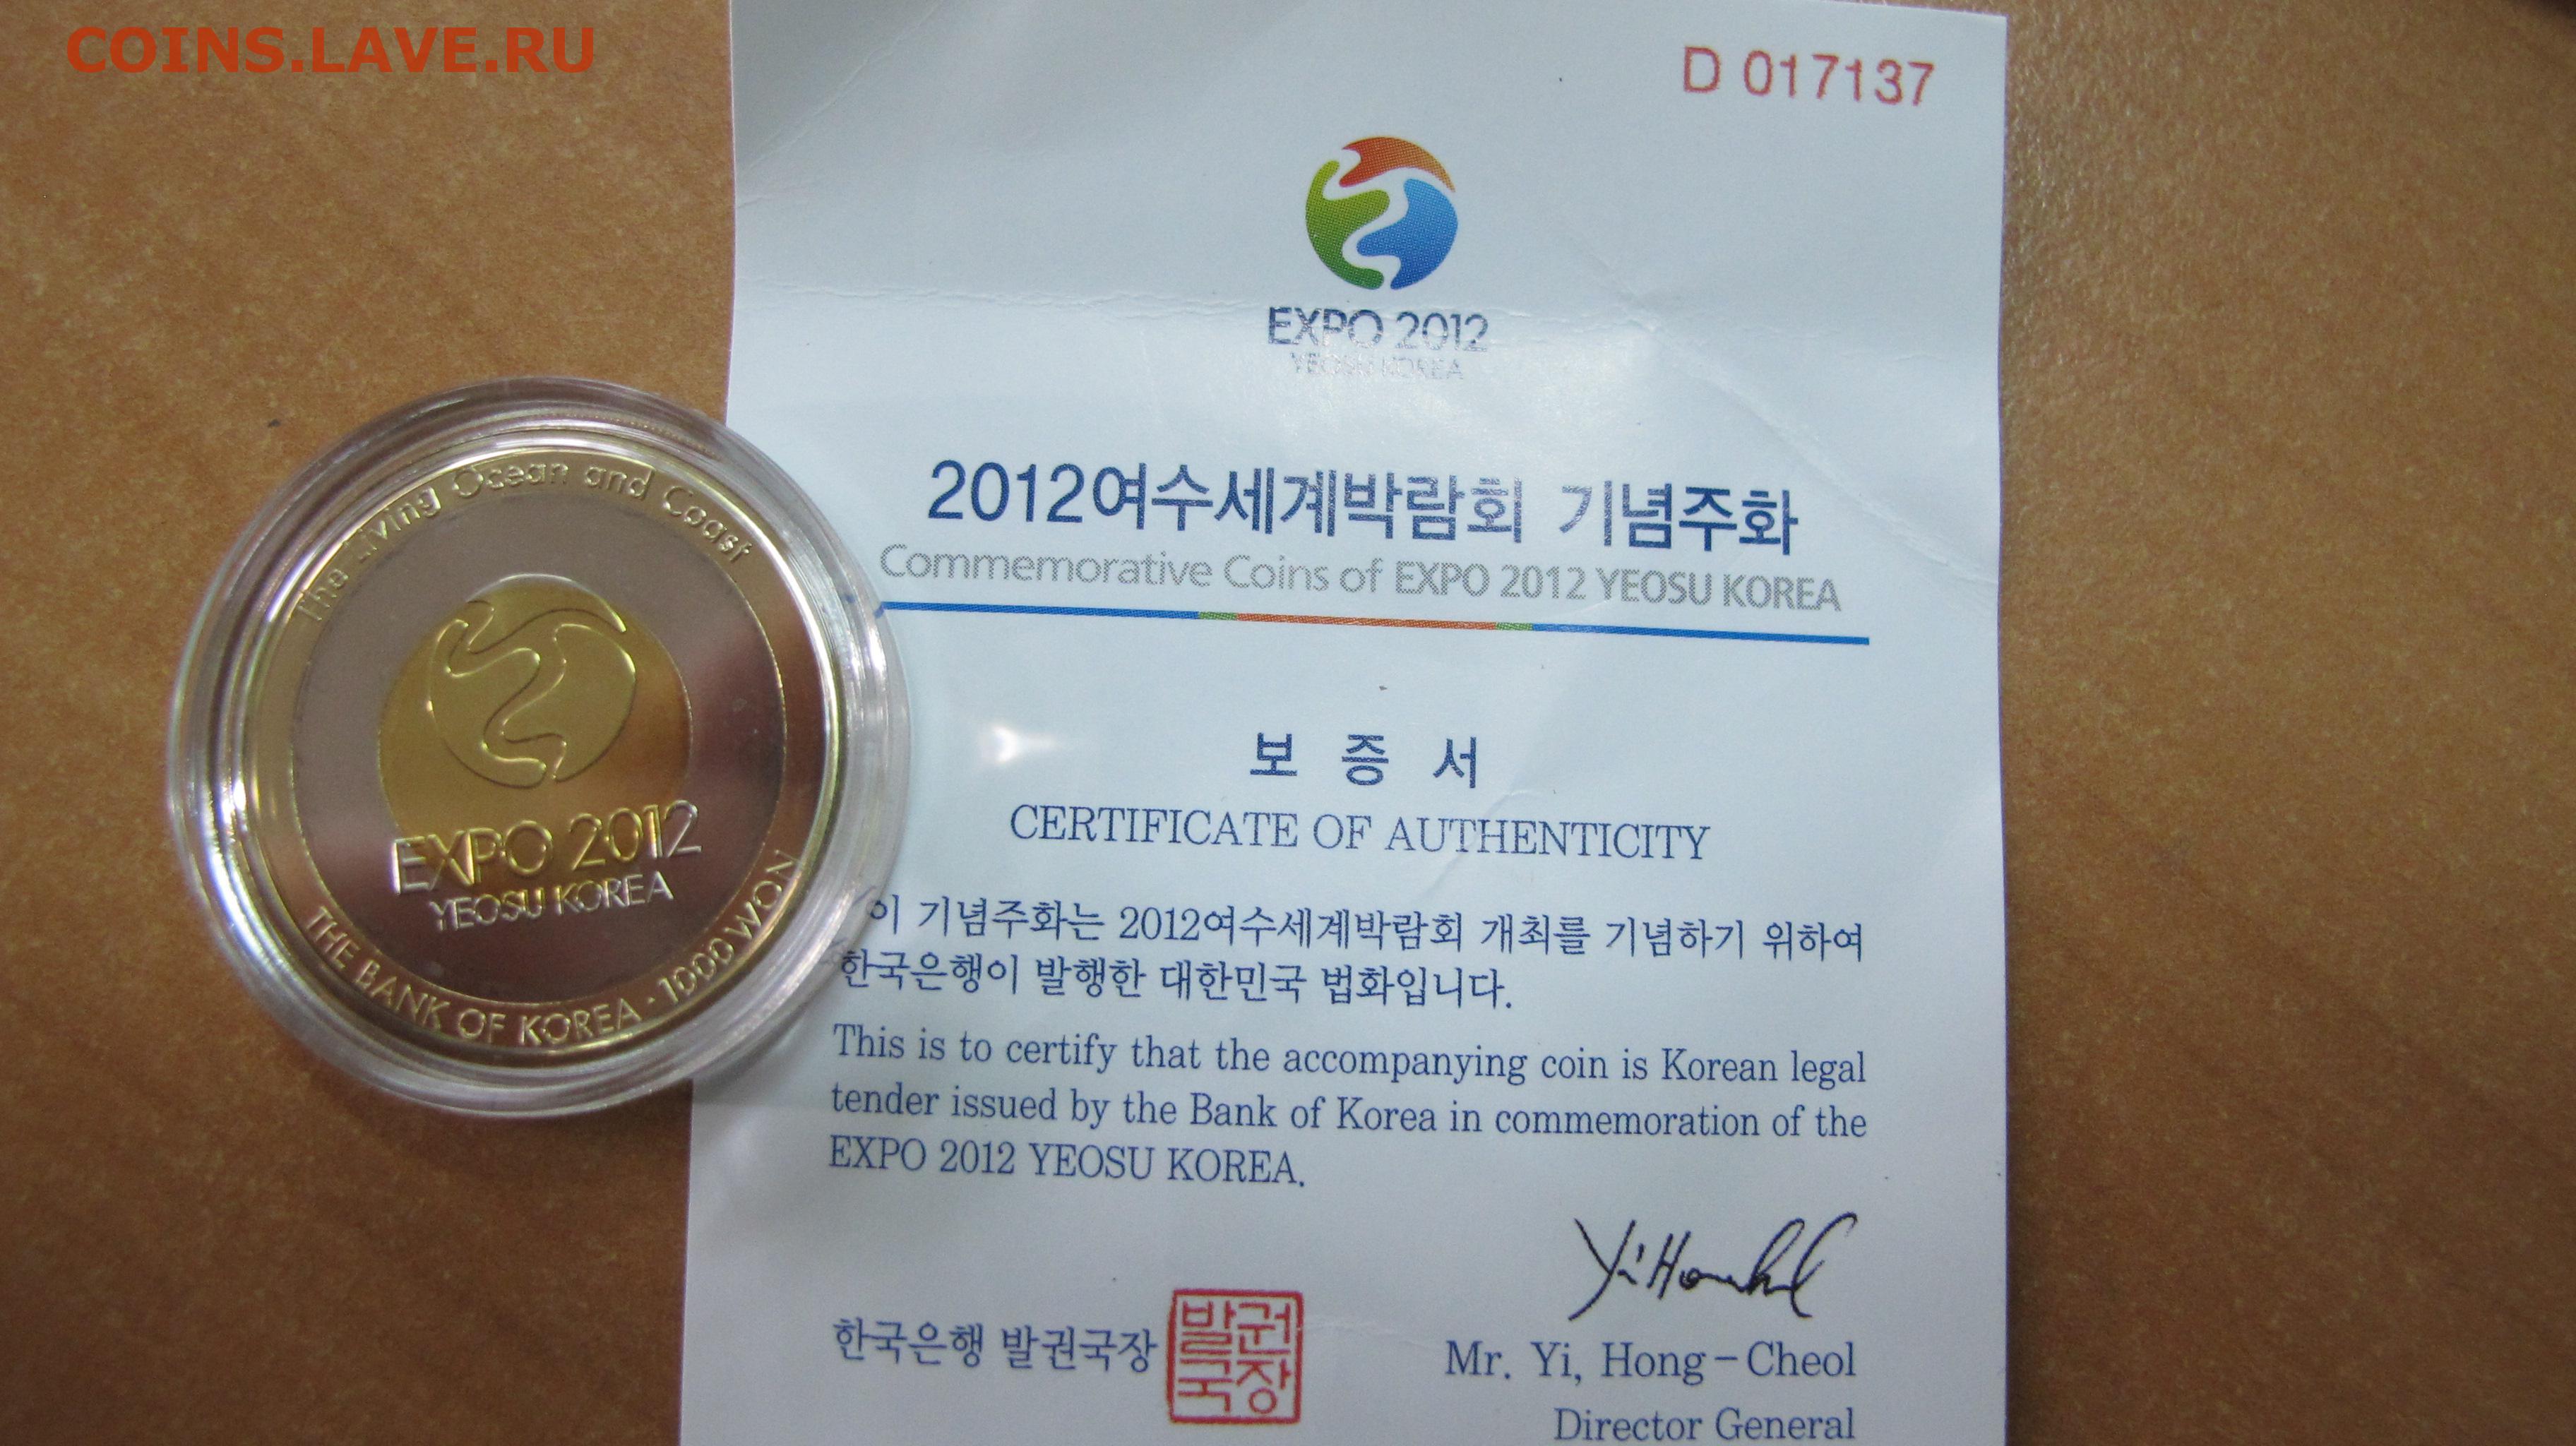 COINS.LAVE.RU
D 017137
EXPO 2012
YEOSU KOREA
2012여수세계박람회 기념주화
Commemorative Coins of EXPO 2012 YEOSU KOREA
보 증 서
CERTIFICATE OF AUTHENTICITY
이 기념주화는 2012여수세계박람회 개최를 기념하기 위하여
한국은행이 발행한 대한민국 법화입니다.
This is to certify that the accompanying coin is Korean legal
tender issued by the Bank of Korea in commemoration of the
EXPO 2012 YEOSU KOREA.
한국은행 발권국장
발권
국장
Mr. Yi, Hong-Cheol
Director General
The Living Ocean and Coast
EXPO 2012
YEOSU KOREA
THE BANK OF KOREA · 1000 WON